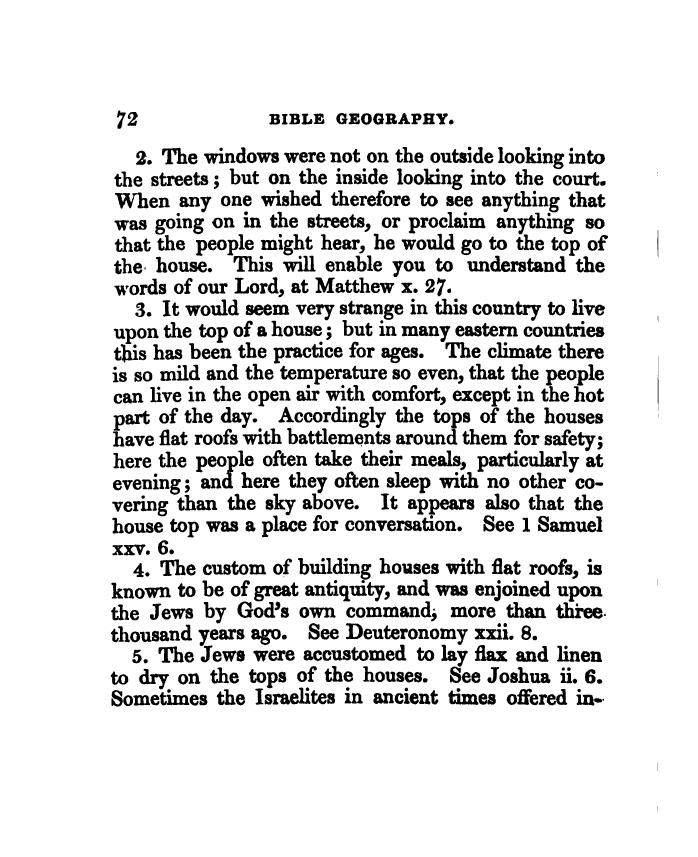 72 BIBLE GEOGRAPHY.
2. The windows were not on the outside looking into
the streets; but on the inside looking into the court.
When any one wished therefore to see anything that
was going on in the streets, or proclaim anything so
that the people might hear, he would go to the top of
the house. This will enable you to understand the
words of our Lord, at Matthew x. 27.
3. It would seem very strange in this country to live
upon the top of a house; but in many eastern countries
this has been the practice for ages. The climate there
is so mild and the temperature so even, that the people
can live in the open air with comfort, except in the hot
part of the day. Accordingly the tops of the houses
have flat roofs with battlements around them for safety;
here the people often take their meals, particularly at
evening; and here they often sleep with no other co-
vering than the sky above. It appears also that the
house top was a place for conversation. See 1 Samuel
xxv. 6.
4. The custom of building houses with flat roofs, is
known to be of great antiquity, and was enjoined upon
the Jews by God's own command, more than three
thousand years ago. See Deuteronomy xxii. 8.
5. The Jews were accustomed to lay flax and linen
to dry on the tops of the houses. See Joshua ii. 6.
Sometimes the Israelites in ancient times offered in-